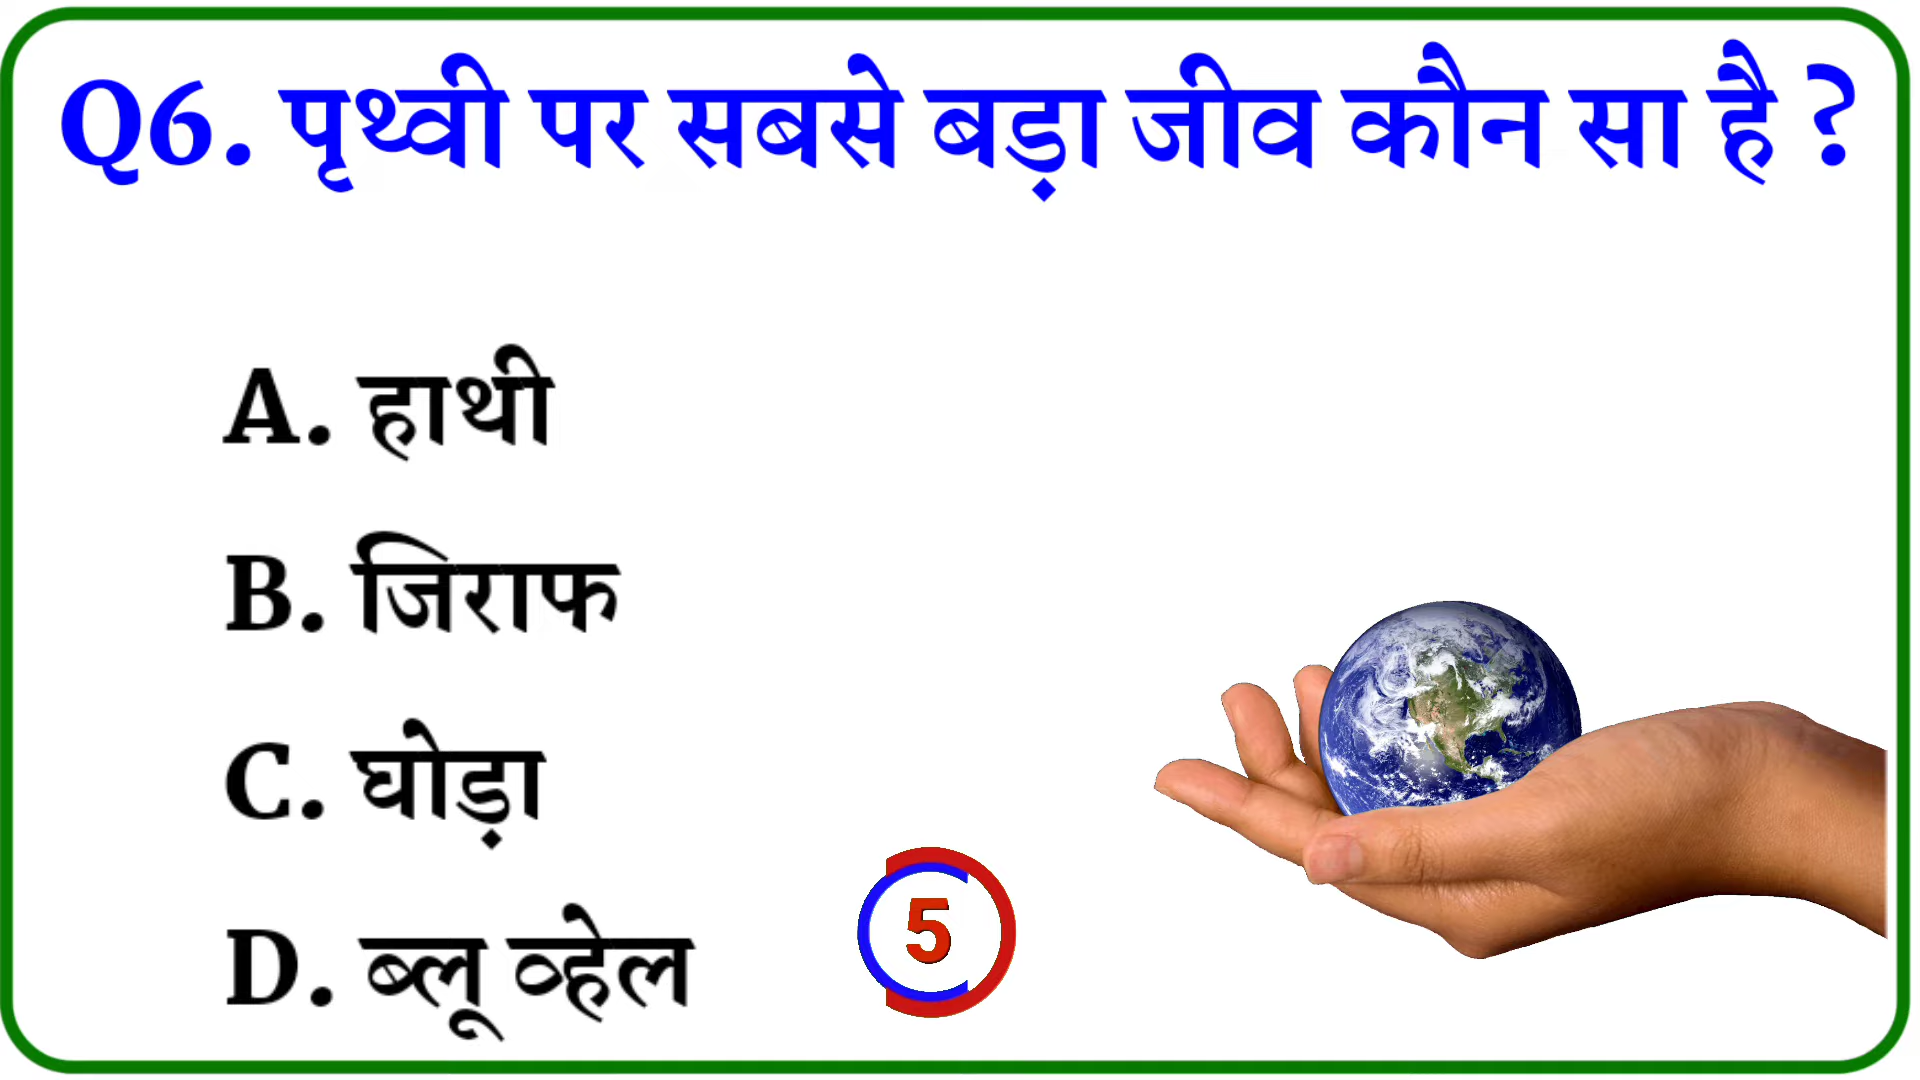 Q6. पृथ्वी पर सबसे बड़ा जीव कौन सा है ?
A. हाथी
B. जिराफ
C. घोड़ा
D. ब्लू व्हेल
5